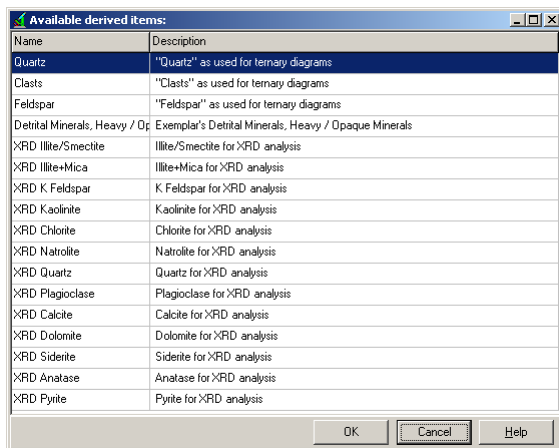 Available derived items:
Name Description
Quartz "Quartz" as used for ternary diagrams
Clasts "Clasts" as used for ternary diagrams
Feldspar "Feldspar" as used for ternary diagrams
Detrital Minerals, Heavy / Op Exemplar's Detrital Minerals, Heavy / Opaque Minerals
XRD Illite/Smectite Illite/Smectite for XRD analysis
XRD Illite+Mica Illite+Mica for XRD analysis
XRD K Feldspar K Feldspar for XRD analysis
XRD Kaolinite Kaolinite for XRD analysis
XRD Chlorite Chlorite for XRD analysis
XRD Natrolite Natrolite for XRD analysis
XRD Quartz Quartz for XRD analysis
XRD Plagioclase Plagioclase for XRD analysis
XRD Calcite Calcite for XRD analysis
XRD Dolomite Dolomite for XRD analysis
XRD Siderite Siderite for XRD analysis
XRD Anatase Anatase for XRD analysis
XRD Pyrite Pyrite for XRD analysis
OK Cancel Help